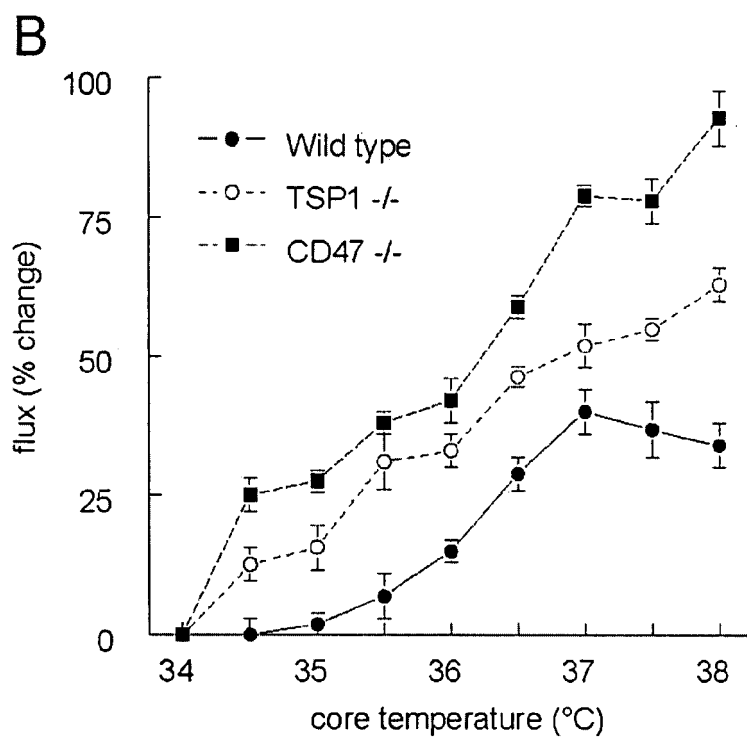 B
100
75
50
25
0
flux (% change)
Wild type
TSP1 -/-
CD47 -/-
34 35 36 37 38
core temperature (°C)